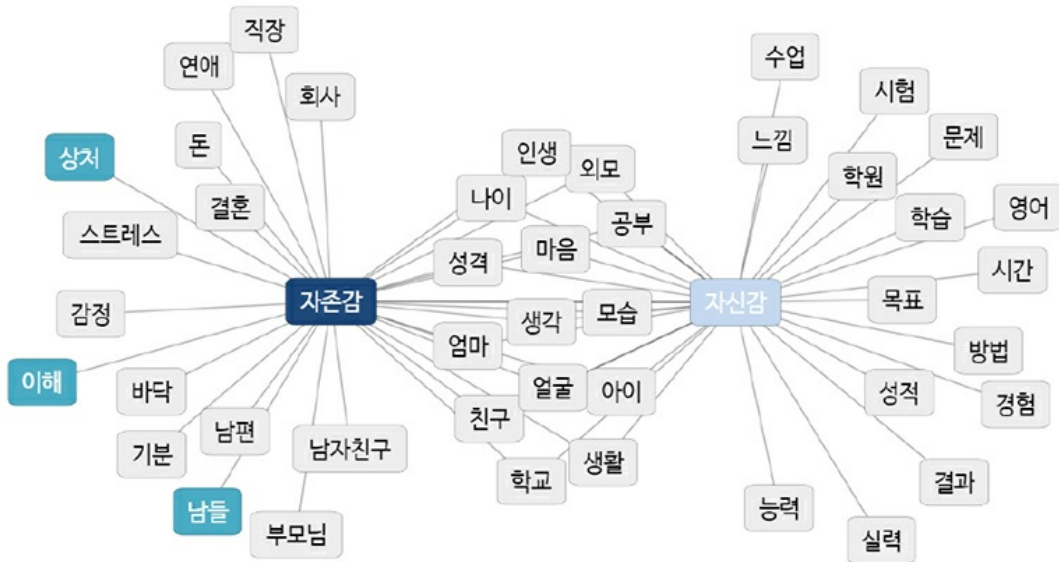 직장
연애
회사
상처
돈
결혼
스트레스
감정
이해
바닥
기분
남편
남들
남자친구
부모님
자존감
인생
외모
나이
공부
성격
마음
생각
모습
엄마
얼굴
아이
친구
학교
생활
자신감
수업
느낌
시험
학원
문제
학습
영어
시간
목표
방법
성적
경험
결과
능력
실력